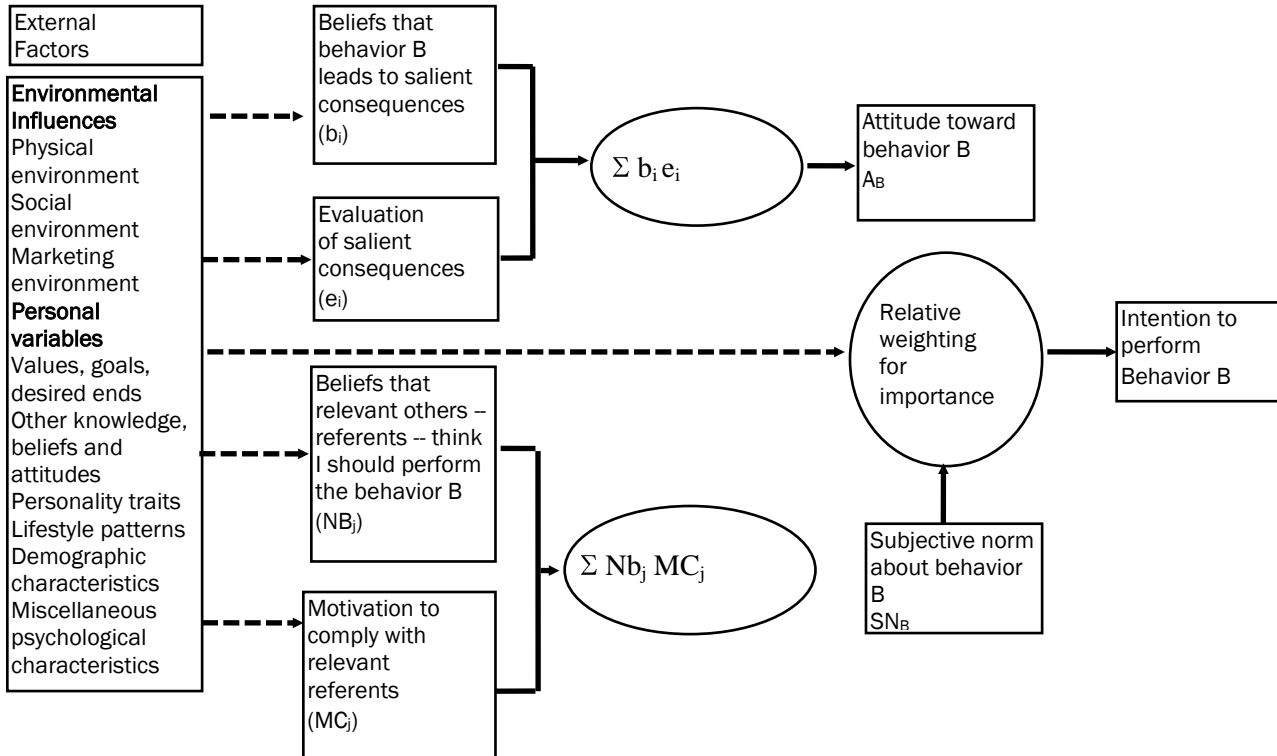 External
Factors
Environmental
Influences
Physical
environment
Social
environment
Marketing
environment
Personal
variables
Values, goals,
desired ends
Other knowledge,
beliefs and
attitudes
Personality traits
Lifestyle patterns
Demographic
characteristics
Miscellaneous
psychological
characteristics
Beliefs that
behavior B
leads to salient
consequences
(bᵢ)
Evaluation
of salient
consequences
(eᵢ)
Beliefs that
relevant others --
referents -- think
I should perform
the behavior B
(NBⱼ)
Motivation to
comply with
relevant
referents
(MCⱼ)
Σ bᵢ eᵢ
Σ Nbⱼ MCⱼ
Attitude toward
behavior B
A_B
Relative
weighting
for
importance
Subjective norm
about behavior
B
SN_B
Intention to
perform
Behavior B